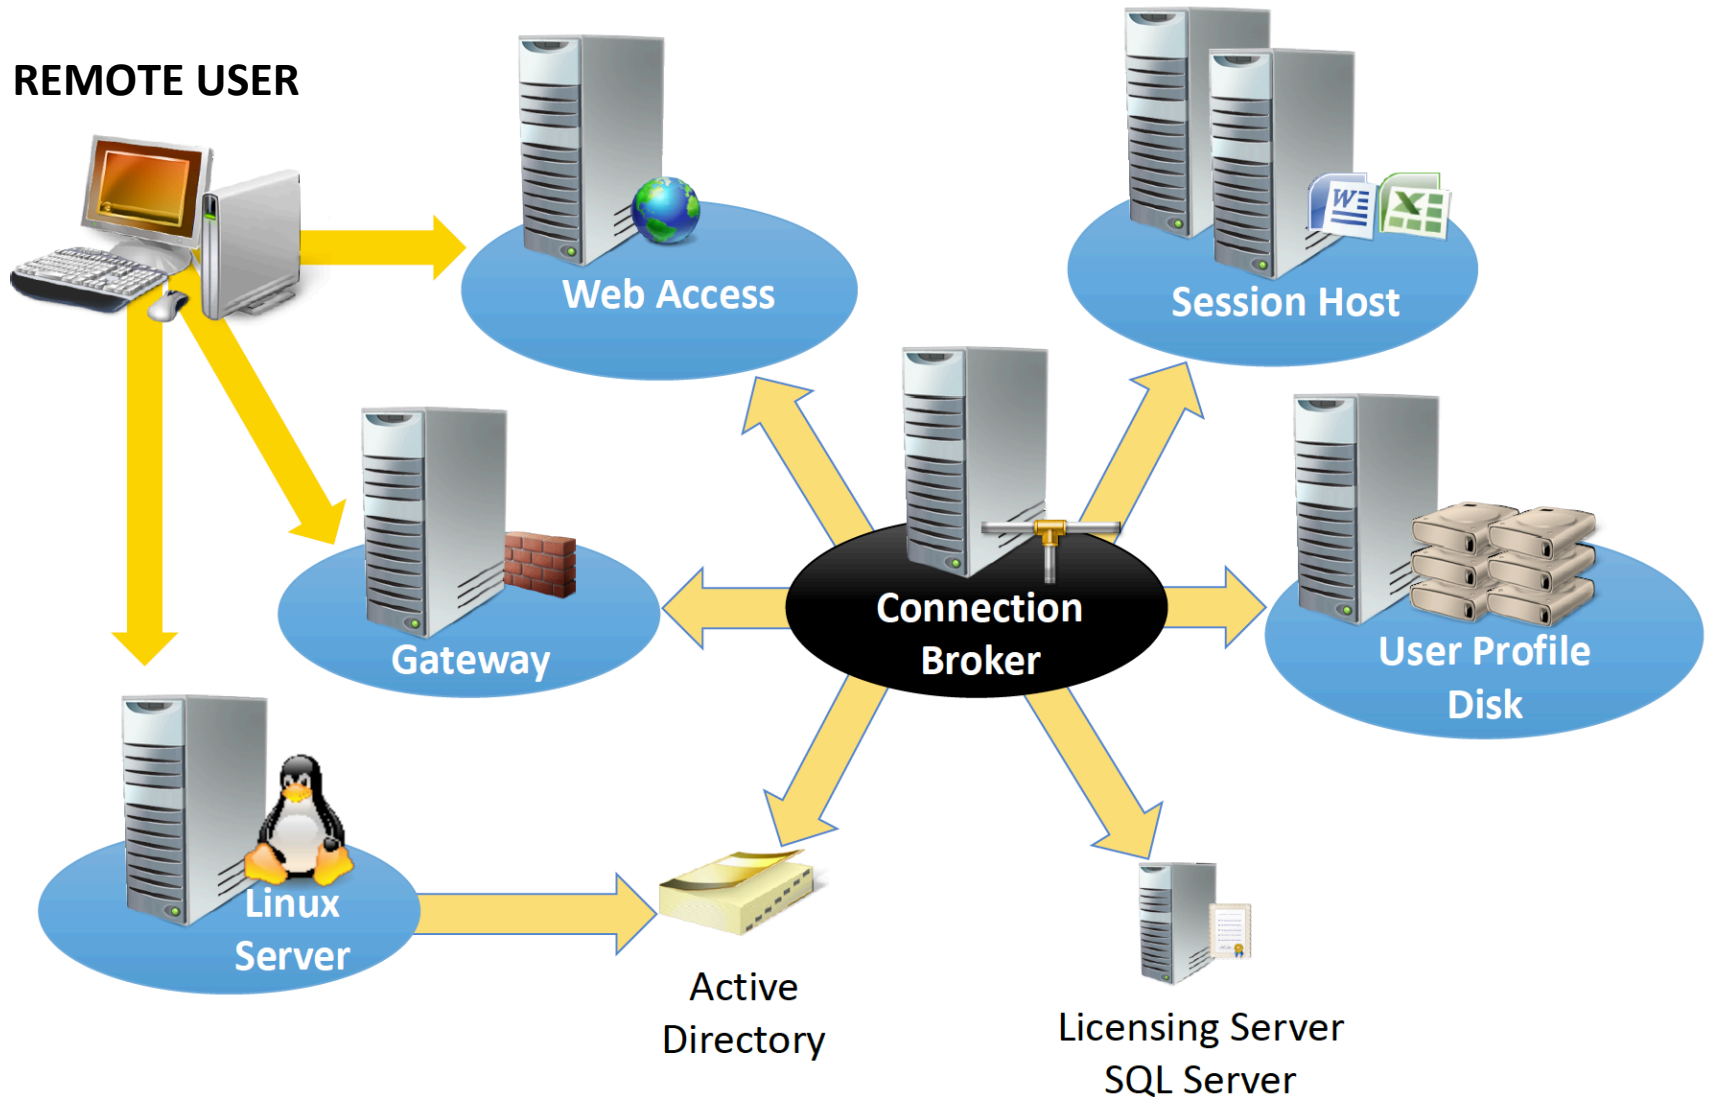 REMOTE USER
Web Access
Session Host
Connection
Broker
Gateway
User Profile
Disk
Linux
Server
Active
Directory
Licensing Server
SQL Server